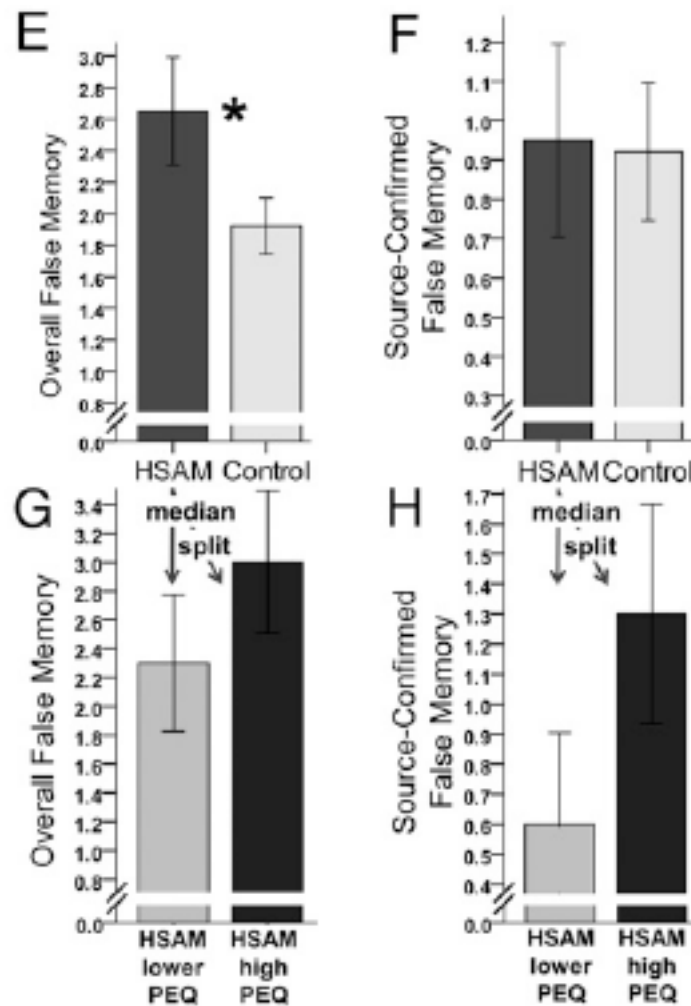 E
Overall False Memory
3.0
2.8
2.6
2.4
2.2
2.0
1.8
1.6
1.4
1.2
1.0
0.8
0.0
*
HSAM Control
F
Source-Confirmed
False Memory
1.2
1.1
1.0
0.9
0.8
0.7
0.6
0.5
0.4
0.3
0.0
HSAM Control
G
Overall False Memory
3.4
3.2
3.0
2.8
2.6
2.4
2.2
2.0
1.8
1.6
1.4
1.2
1.0
0.8
0.0
median
split
HSAM
lower
PEQ
HSAM
high
PEQ
H
Source-Confirmed
False Memory
1.7
1.6
1.5
1.4
1.3
1.2
1.1
1.0
0.9
0.8
0.7
0.6
0.5
0.4
0.0
median
split
HSAM
lower
PEQ
HSAM
high
PEQ